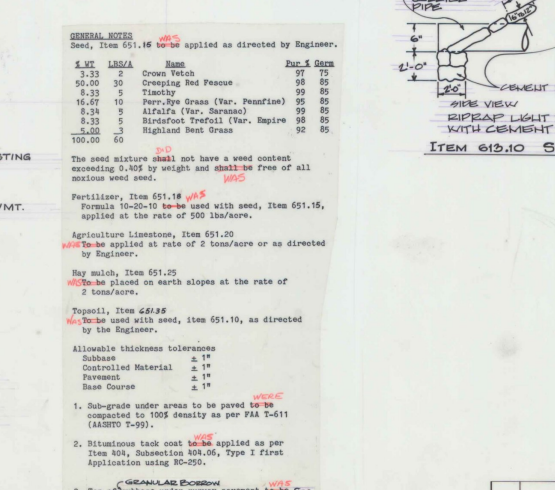 GENERAL NOTES
WAS
Seed, Item 651.15 to be applied as directed by Engineer.
% WT LBS/A Name Pur % Germ
3.33 2 Crown Vetch 97 75
50.00 30 Creeping Red Fescue 98 85
8.33 5 Timothy 99 85
16.67 10 Perr.Rye Grass (Var. Pennfine) 95 85
8.34 5 Alfalfa (Var. Saranac) 99 85
8.33 5 Birdsfoot Trefoil (Var. Empire 98 85
5.00 3 Highland Bent Grass 92 85
100.00 60
DID
The seed mixture shall not have a weed content
exceeding 0.40% by weight and shall be free of all
WAS
noxious weed seed.
Fertilizer, Item 651.18 WAS
Formula 10-20-10 to be used with seed, Item 651.15,
applied at the rate of 500 lbs/acre.
Agriculture Limestone, Item 651.20
WAS To be applied at rate of 2 tons/acre or as directed
by Engineer.
Hay mulch, Item 651.25
WAS To be placed on earth slopes at the rate of
2 tons/acre.
Topsoil, Item 651.35
WAS To be used with seed, item 651.10, as directed
by the Engineer.
Allowable thickness tolerances
Subbase ± 1"
Controlled Material ± 1"
Pavement ± 1"
Base Course ± 1"
WERE
1. Sub-grade under areas to be paved to be
compacted to 100% density as per FAA T-611
(AASHTO T-99).
WAS
2. Bituminous tack coat to be applied as per
Item 404, Subsection 404.06, Type I first
Application using RC-250.
GRANULAR BORROW WAS
STING
VMT.
PIPE
6"
2'-0"
2'0"
CEMENT
SIDE VIEW
RIPRAP LIGHT
WITH CEMENT
ITEM 613.10 S